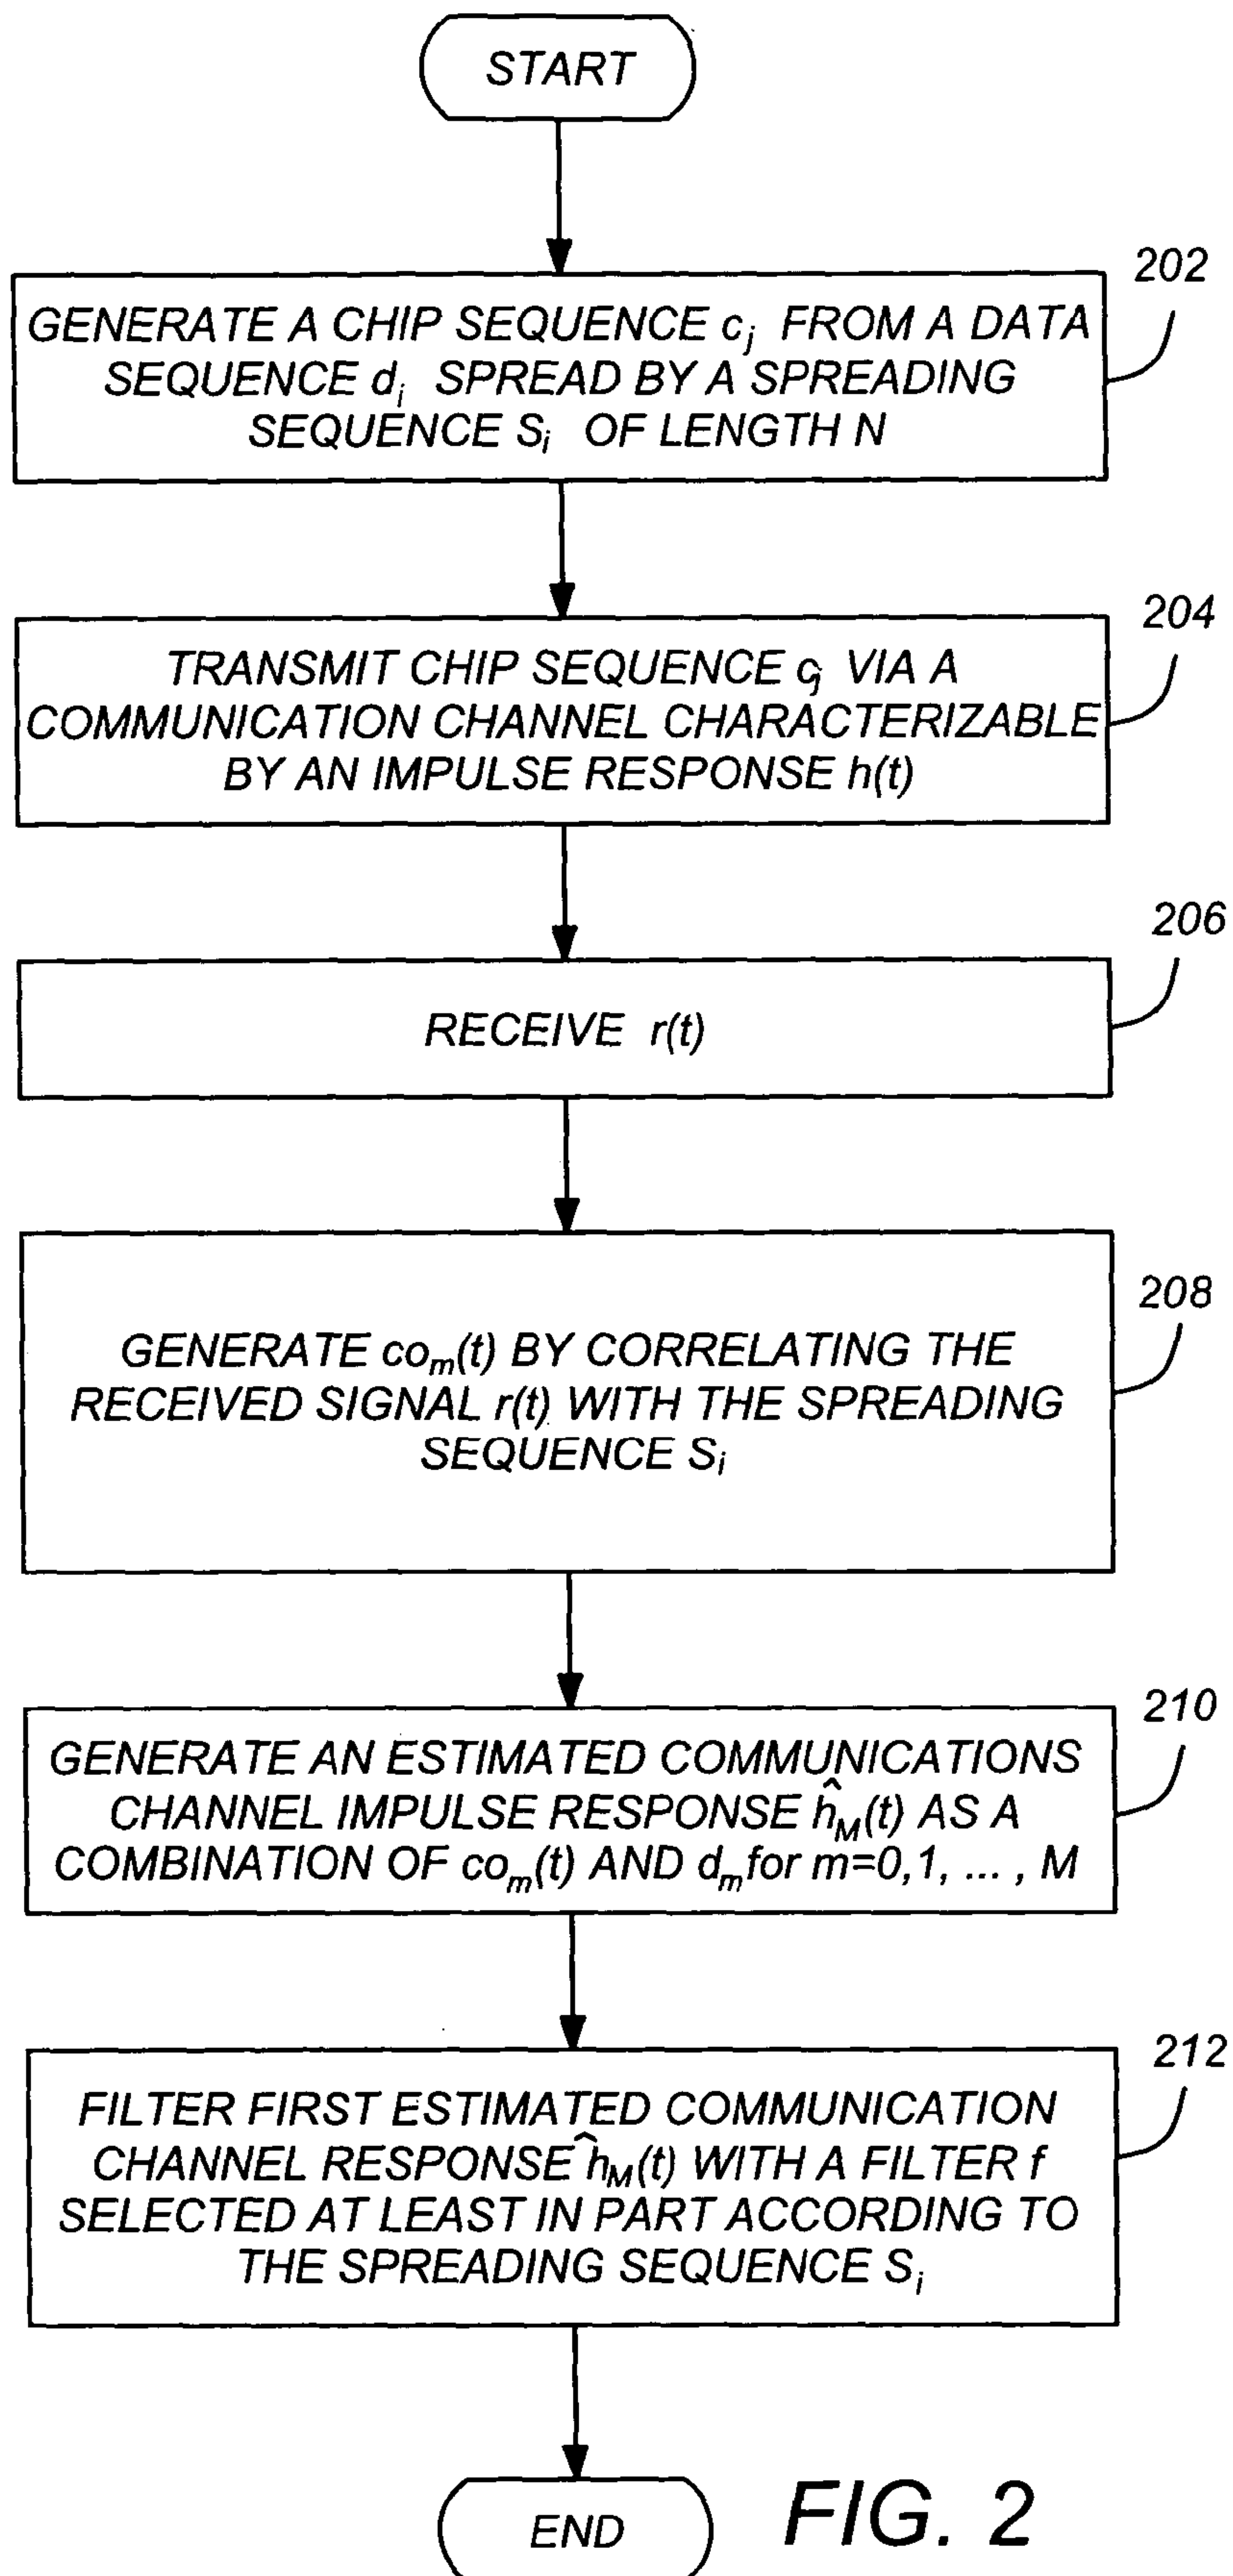 START
202
GENERATE A CHIP SEQUENCE cj FROM A DATA
SEQUENCE di SPREAD BY A SPREADING
SEQUENCE Si OF LENGTH N
204
TRANSMIT CHIP SEQUENCE cj VIA A
COMMUNICATION CHANNEL CHARACTERIZABLE
BY AN IMPULSE RESPONSE h(t)
206
RECEIVE r(t)
208
GENERATE com(t) BY CORRELATING THE
RECEIVED SIGNAL r(t) WITH THE SPREADING
SEQUENCE Si
210
GENERATE AN ESTIMATED COMMUNICATIONS
CHANNEL IMPULSE RESPONSE ĥM(t) AS A
COMBINATION OF com(t) AND dm for m=0,1, ... , M
212
FILTER FIRST ESTIMATED COMMUNICATION
CHANNEL RESPONSE ĥM(t) WITH A FILTER f
SELECTED AT LEAST IN PART ACCORDING TO
THE SPREADING SEQUENCE Si
END
FIG. 2